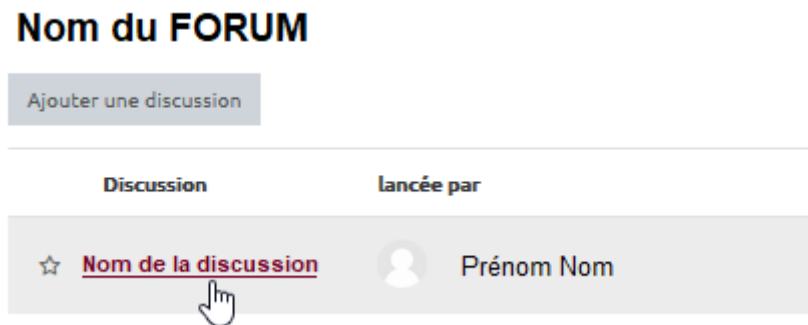 Nom du FORUM
Ajouter une discussion
Discussion lancée par
Nom de la discussion Prénom Nom